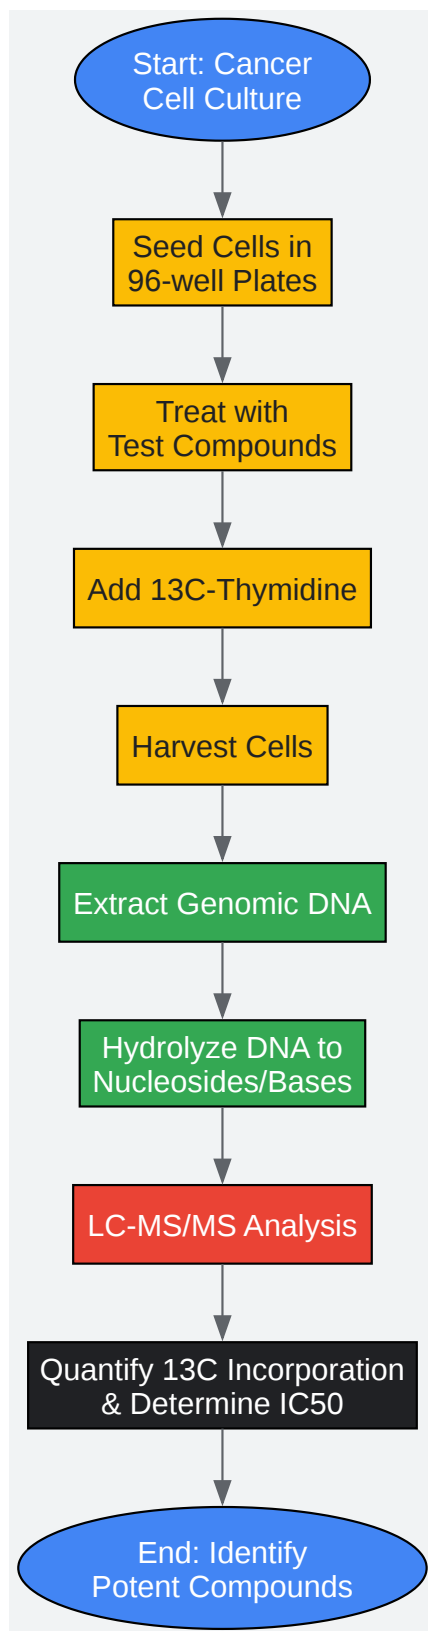 Start: Cancer
Cell Culture
Seed Cells in
96-well Plates
Treat with
Test Compounds
Add 13C-Thymidine
Harvest Cells
Extract Genomic DNA
Hydrolyze DNA to
Nucleosides/Bases
LC-MS/MS Analysis
Quantify 13C Incorporation
& Determine IC50
End: Identify
Potent Compounds